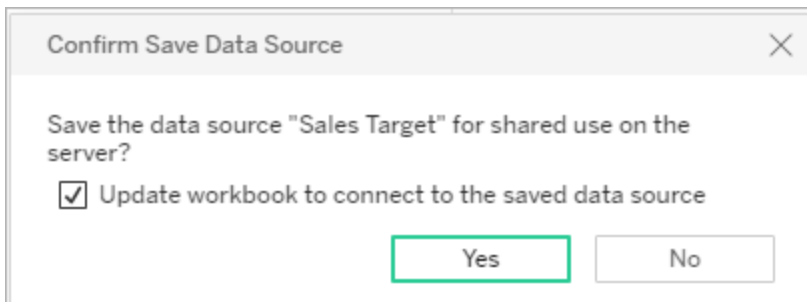 Confirm Save Data Source
Save the data source "Sales Target" for shared use on the
server?
Update workbook to connect to the saved data source
Yes
No